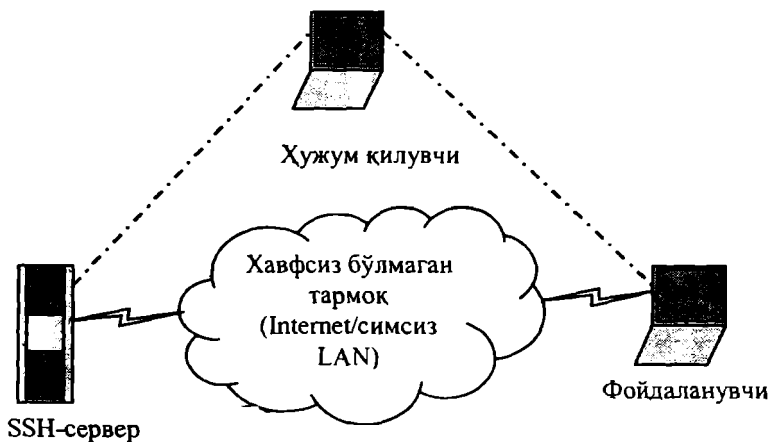 Ҳужум қилувчи
Хавфсиз бўлмаган
тармоқ
(Internet/симсиз
LAN)
Фойдаланувчи
SSH-сервер